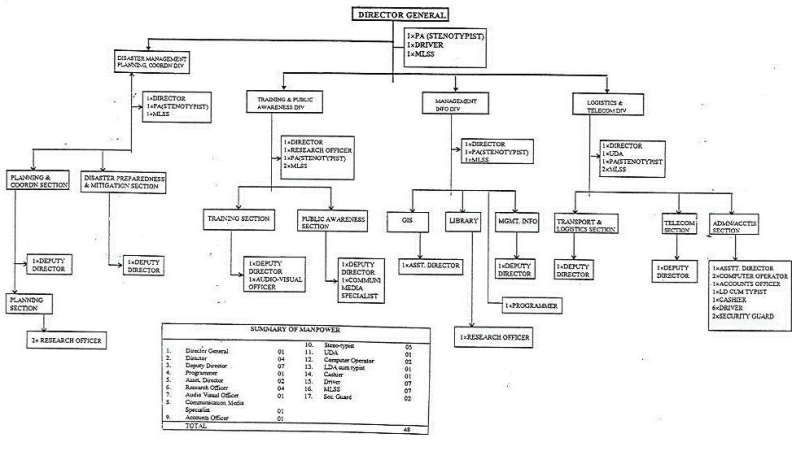 DIRECTOR GENERAL
1×PA (STENOTYPIST)
1×DRIVER
1×MLSS
DISASTER MANAGEMENT
PLANNING, COORDN DIV
1×DIRECTOR
1×PA(STENOTYPIST)
1×MLSS
TRAINING & PUBLIC
AWARENESS DIV
1×DIRECTOR
1×RESEARCH OFFICER
1×PA(STENOTYPIST)
2×MLSS
MANAGEMENT
INFO DIV
1×DIRECTOR
1×PA(STENOTYPIST)
1×MLSS
LOGISTICS &
TELECOM DIV
1×DIRECTOR
1×UDA
1×PA(STENOTYPIST
2×MLSS
PLANNING &
COORDN SECTION
DISASTER PREPAREDNESS
& MITIGATION SECTION
1×DEPUTY
DIRECTOR
1×DEPUTY
DIRECTOR
PLANNING
SECTION
2× RESEARCH OFFICER
TRAINING SECTION
PUBLIC AWARENESS
SECTION
1×DEPUTY
DIRECTOR
1×AUDIO-VISUAL
OFFICER
1×DEPUTY
DIRECTOR
1×COMMUNI
MEDIA
SPECIALIST
GIS
LIBRARY
MGMT. INFO
1×ASST. DIRECTOR
1×DEPUTY
DIRECTOR
1×PROGRAMMER
1×RESEARCH OFFICER
TRANSPORT &
LOGISTICS SECTION
TELECOM
SECTION
ADMN/ACCTIS
SECTION
1×DEPUTY
DIRECTOR
1×DEPUTY
DIRECTOR
1×ASSTT. DIRECTOR
2×COMPUTER OPERATOR
1×ACCOUNTS OFFICER
1×LD CUM TYPIST
1×CASHIER
6×DRIVER
2×SECURITY GUARD
SUMMARY OF MANPOWER
1. Director General 01
2. Director 04
3. Deputy Director 07
4. Programmer 01
5. Asset. Director 02
6. Research Officer 04
7. Audio Visual Officer 01
8. Communication Media
Specialist 01
9. Accounts Officer 01
10. Steno-typist 05
11. UDA 01
12. Computer Operator 02
13. LDA cum typist 01
14. Cashier 01
15. Driver 07
16. MLSS 07
17. Sec. Guard 02
TOTAL 48